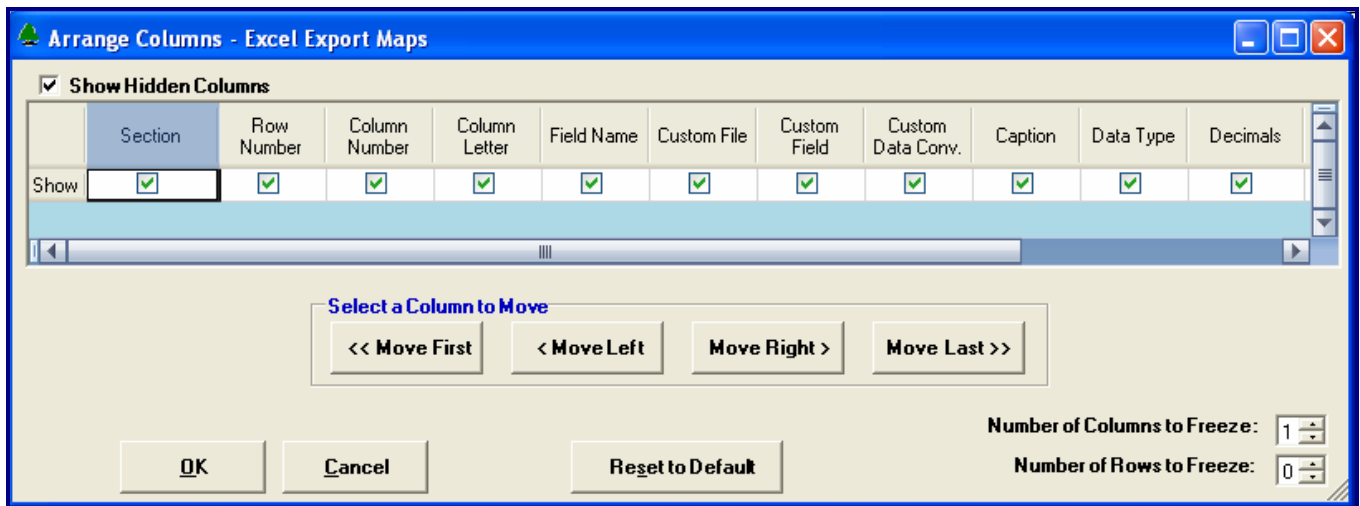 Arrange Columns - Excel Export Maps
Show Hidden Columns
Section Row Number Column Number Column Letter Field Name Custom File Custom Field Custom Data Conv. Caption Data Type Decimals
Show
Select a Column to Move
<< Move First < Move Left Move Right > Move Last >>
Number of Columns to Freeze: 1
OK Cancel Reset to Default Number of Rows to Freeze: 0